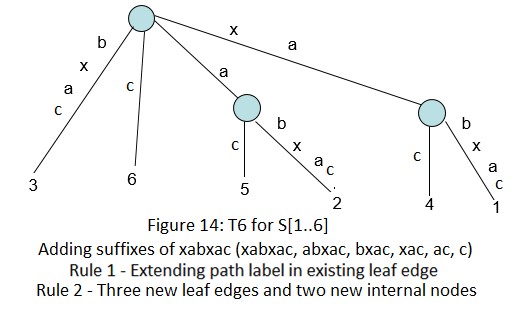 x
a
b
x
a
c
c
a
c
b
x
a
c
c
b
x
a
c
3
6
5
2
4
1
Figure 14: T6 for S[1..6]
Adding suffixes of xabxac (xabxac, abxac, bxac, xac, ac, c)
Rule 1 - Extending path label in existing leaf edge
Rule 2 - Three new leaf edges and two new internal nodes